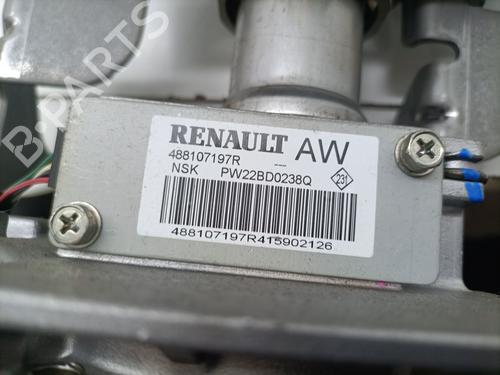 RENAULT AW
488107197R
NSK PW22BD0238Q 231
488107197R415902126
B-PARTS